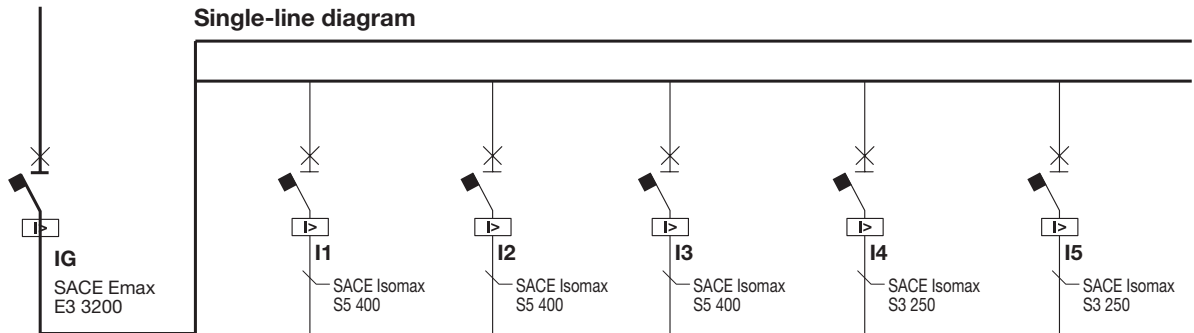 Single-line diagram
I>
I>
I>
I>
I>
I>
IG
I1
I2
I3
I4
I5
SACE Emax
E3 3200
SACE Isomax
S5 400
SACE Isomax
S5 400
SACE Isomax
S5 400
SACE Isomax
S3 250
SACE Isomax
S3 250